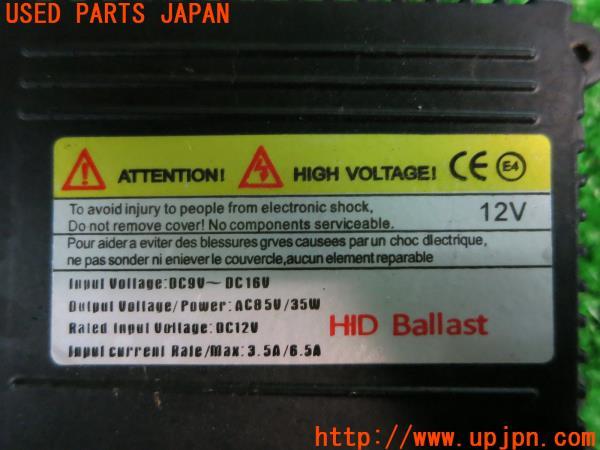 USED PARTS JAPAN
ATTENTION! HIGH VOLTAGE! CE E4
To avoid injury to people from electronic shock,
Do not remove cover! No components serviceable.
12V
Pour aider a eviter des blessures grves causees par un choc dlectrique,
ne pas sonder ni eniever le couvercle, aucun element reparable
Input Voltage:DC9V~ DC16V
Output Voltage/Power:AC85V/35W
Rated Input Voltage:DC12V
Input current Rate/Max:3.5A/6.5A
HID Ballast
URL http://www.upjpn.com